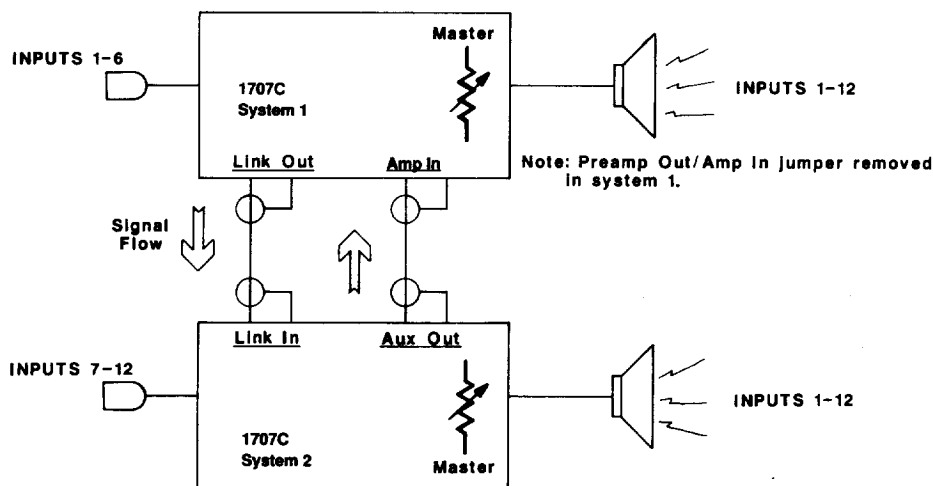 Master
INPUTS 1-6
1707C
System 1
INPUTS 1-12
Link Out
Amp In
Note: Preamp Out/Amp In jumper removed
in system 1.
Signal
Flow
Link In
Aux Out
INPUTS 7-12
INPUTS 1-12
1707C
System 2
Master